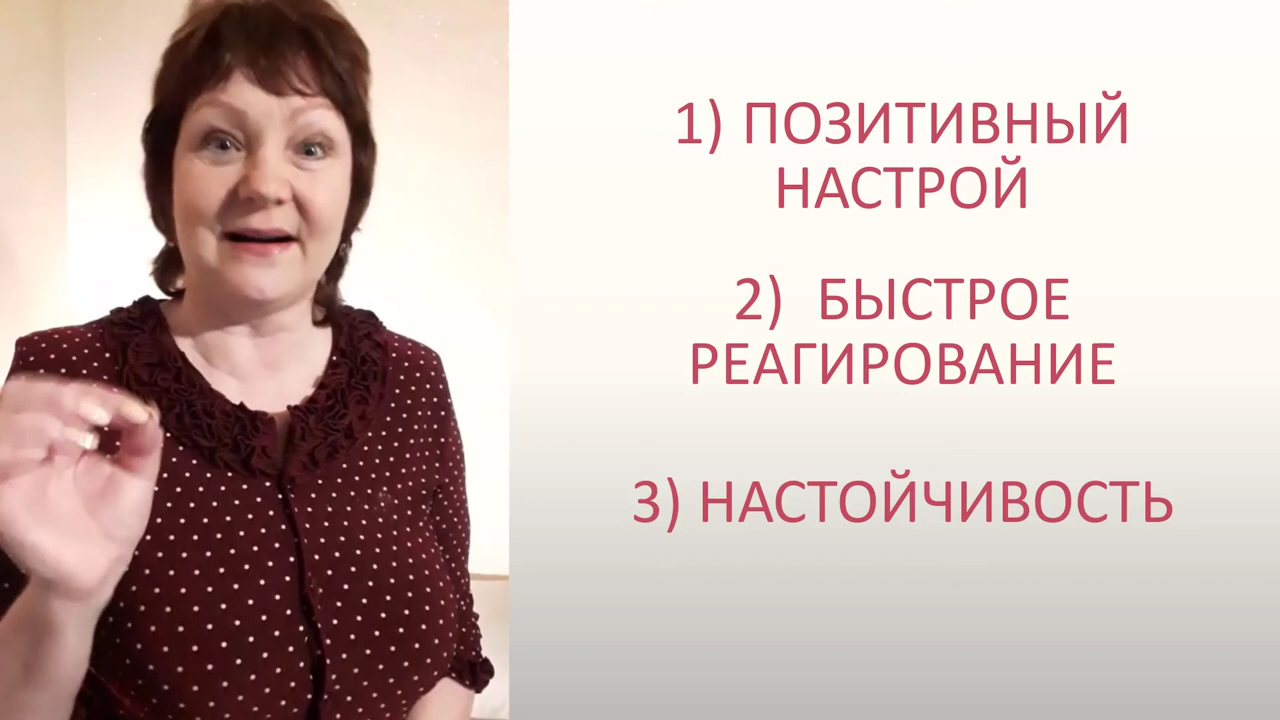 1) ПОЗИТИВНЫЙ
НАСТРОЙ
2) БЫСТРОЕ
РЕАГИРОВАНИЕ
3) НАСТОЙЧИВОСТЬ